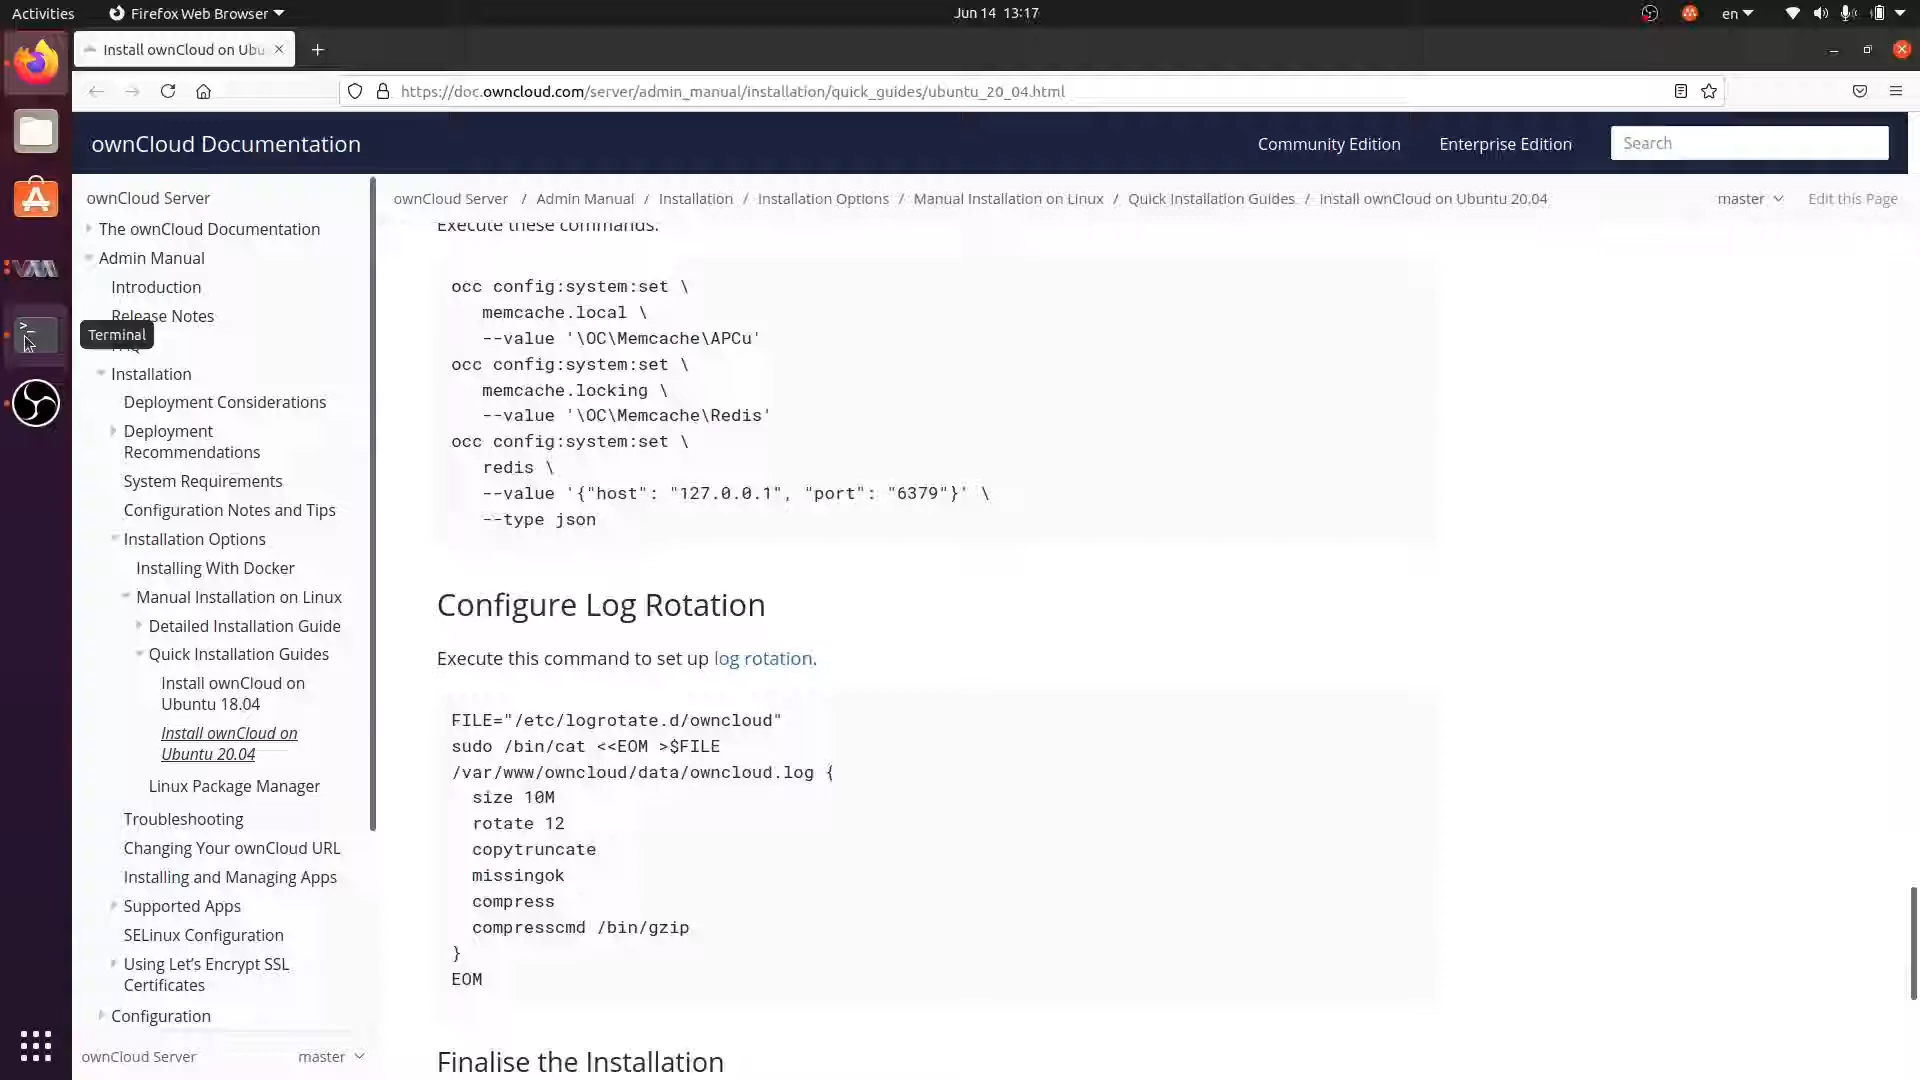 Activities
Firefox Web Browser
Jun 14 13:17
en
Install ownCloud on Ubu
https://doc.owncloud.com/server/admin_manual/installation/quick_guides/ubuntu_20_04.html
ownCloud Documentation
Community Edition
Enterprise Edition
Search
ownCloud Server
The ownCloud Documentation
Admin Manual
Introduction
Release Notes
Terminal
Installation
Deployment Considerations
Deployment
Recommendations
System Requirements
Configuration Notes and Tips
Installation Options
Installing With Docker
Manual Installation on Linux
Detailed Installation Guide
Quick Installation Guides
Install ownCloud on
Ubuntu 18.04
Install ownCloud on
Ubuntu 20.04
Linux Package Manager
Troubleshooting
Changing Your ownCloud URL
Installing and Managing Apps
Supported Apps
SELinux Configuration
Using Let's Encrypt SSL
Certificates
Configuration
ownCloud Server
master
ownCloud Server / Admin Manual / Installation / Installation Options / Manual Installation on Linux / Quick Installation Guides / Install ownCloud on Ubuntu 20.04
master
Edit this Page
Execute these commands.
occ config:system:set \
memcache.local \
--value '\OC\Memcache\APCu'
occ config:system:set \
memcache.locking \
--value '\OC\Memcache\Redis'
occ config:system:set \
redis \
--value '{"host": "127.0.0.1", "port": "6379"}' \
--type json
Configure Log Rotation
Execute this command to set up log rotation.
FILE="/etc/logrotate.d/owncloud"
sudo /bin/cat <<EOM >$FILE
/var/www/owncloud/data/owncloud.log {
size 10M
rotate 12
copytruncate
missingok
compress
compresscmd /bin/gzip
}
EOM
Finalise the Installation